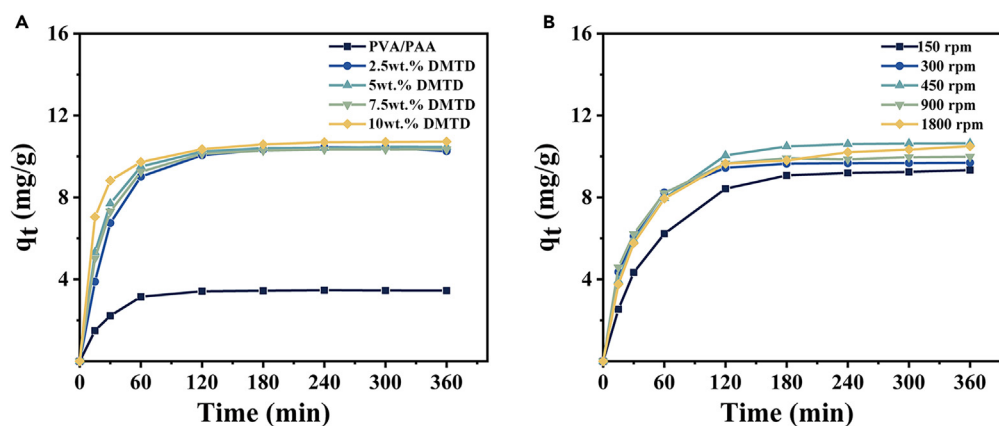 A
16
12
8
4
qt (mg/g)
PVA/PAA
2.5wt.% DMTD
5wt.% DMTD
7.5wt.% DMTD
10wt.% DMTD
0 60 120 180 240 300 360
Time (min)
B
16
12
8
4
qt (mg/g)
150 rpm
300 rpm
450 rpm
900 rpm
1800 rpm
0 60 120 180 240 300 360
Time (min)